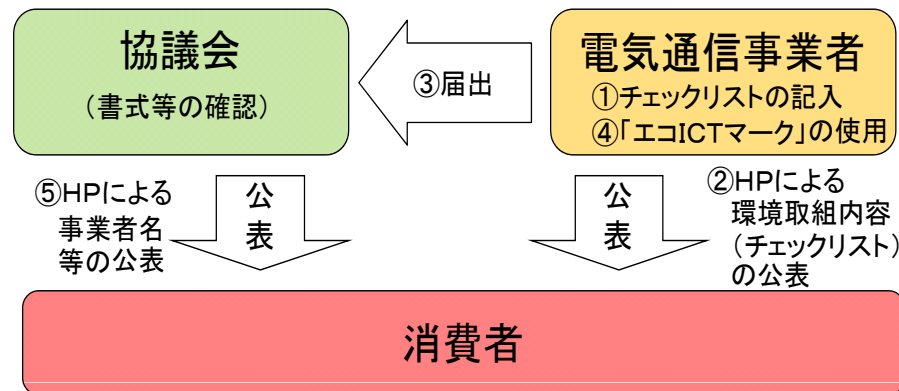 協議会
（書式等の確認）
③届出
電気通信事業者
①チェックリストの記入
④「エコICTマーク」の使用
⑤HPによる
事業者名
等の公表
公
表
公
表
②HPによる
環境取組内容
（チェックリスト）
の公表
消費者